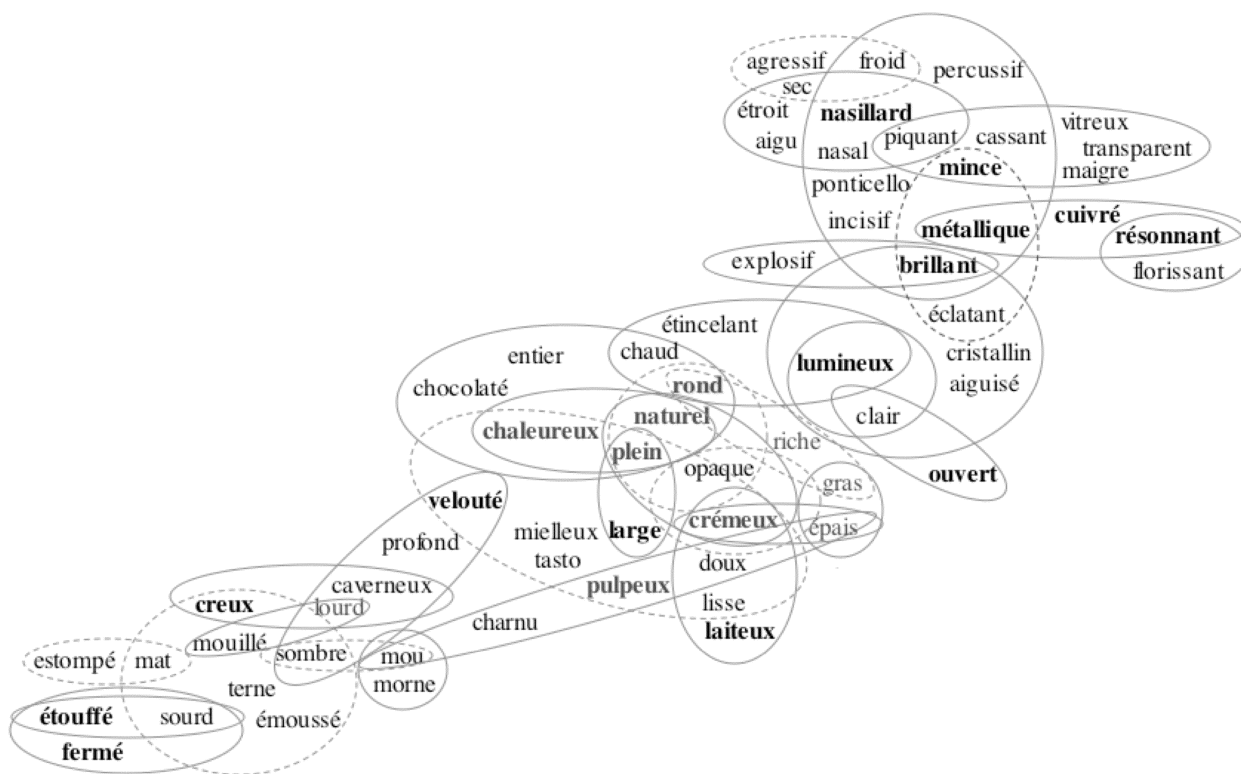 agressif froid percussif
sec
étroit nasillard vitreux
aigu nasal piquant cassant transparent
ponticello mince maigre
incisif métallique cuivré résonnant
explosif brillant florissant
éclatant
étincelant
entier chaud lumineux cristallin
chocolaté rond aiguisé
chaleureux naturel clair
plein riche
opaque gras ouvert
velouté
profond mielleux large crémeux épais
tasto doux
caverneux pulpeux
creux lourd lisse
mouillé charnu laiteux
estompé mat sombre mou
terne morne
étouffé sourd émoussé
fermé